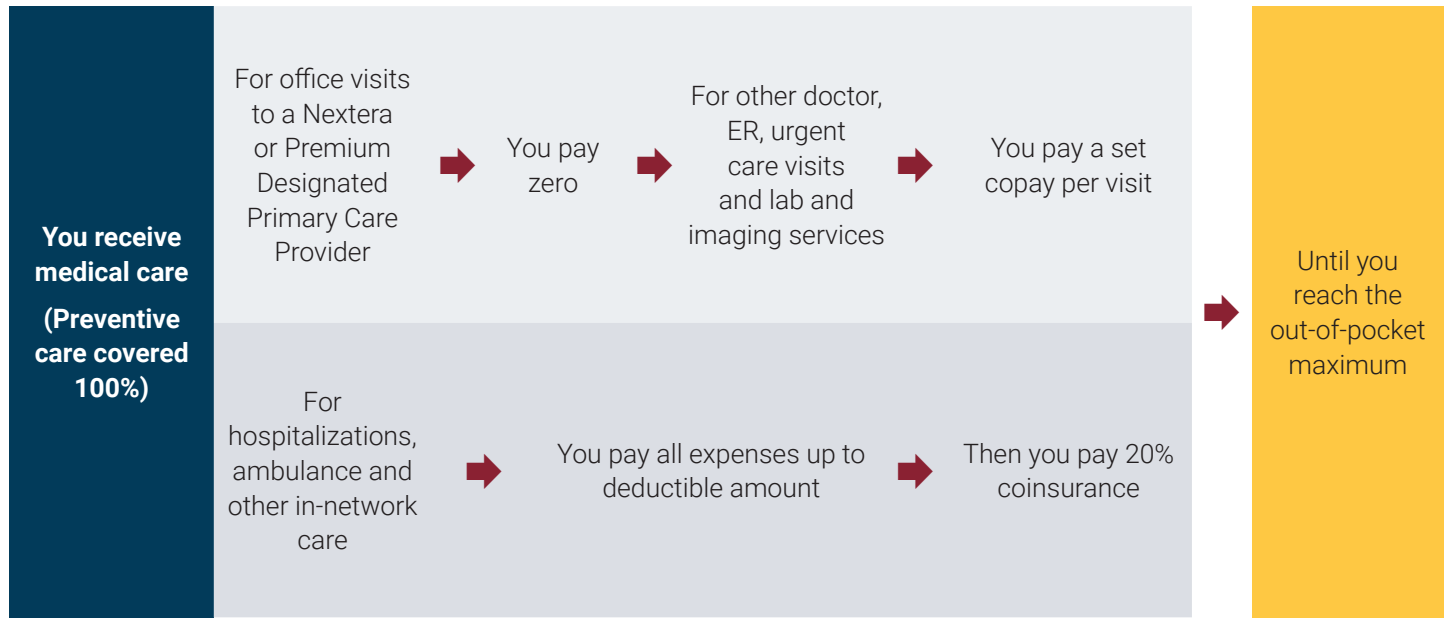 You receive
medical care
(Preventive
care covered
100%)
For office visits
to a Nextera
or Premium
Designated
Primary Care
Provider
You pay
zero
For other doctor,
ER, urgent
care visits
and lab and
imaging services
You pay a set
copay per visit
For
hospitalizations,
ambulance and
other in-network
care
You pay all expenses up to
deductible amount
Then you pay 20%
coinsurance
Until you
reach the
out-of-pocket
maximum